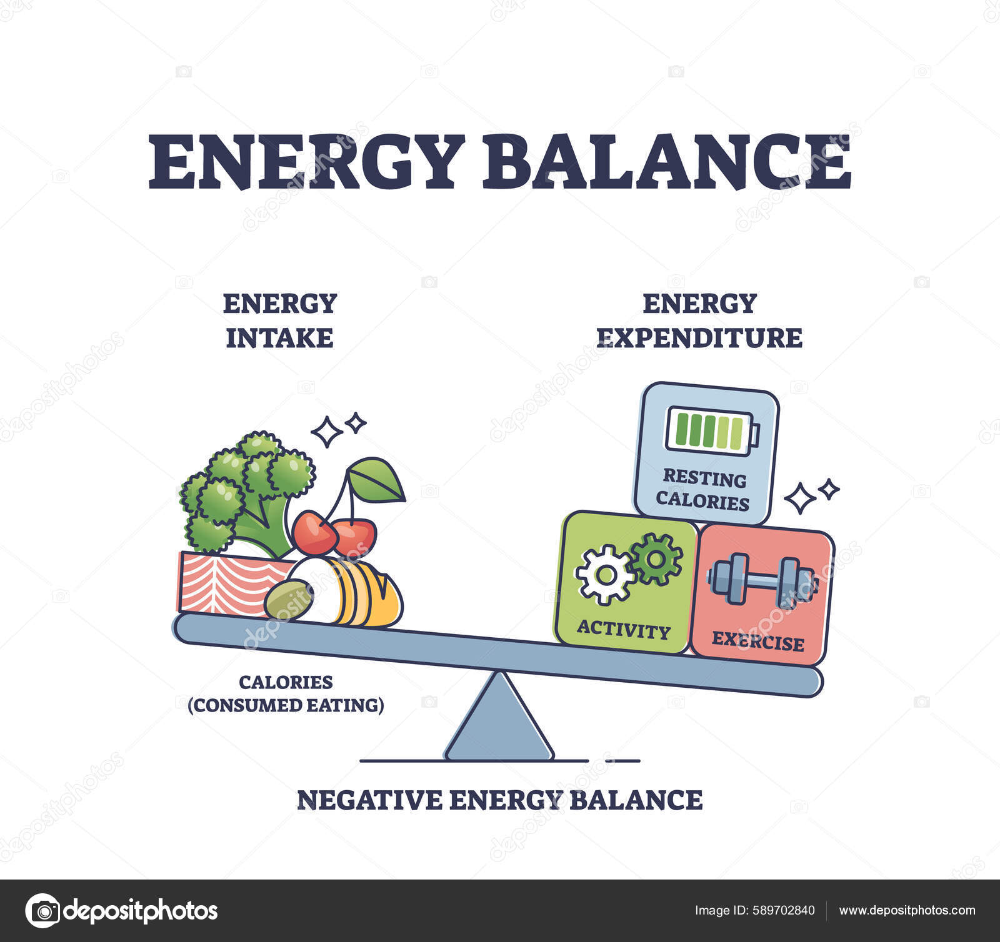 ENERGY BALANCE
ENERGY
INTAKE
ENERGY
EXPENDITURE
RESTING
CALORIES
ACTIVITY
EXERCISE
CALORIES
(CONSUMED EATING)
NEGATIVE ENERGY BALANCE
depositphotos
Image ID: 589702840
www.depositphotos.com